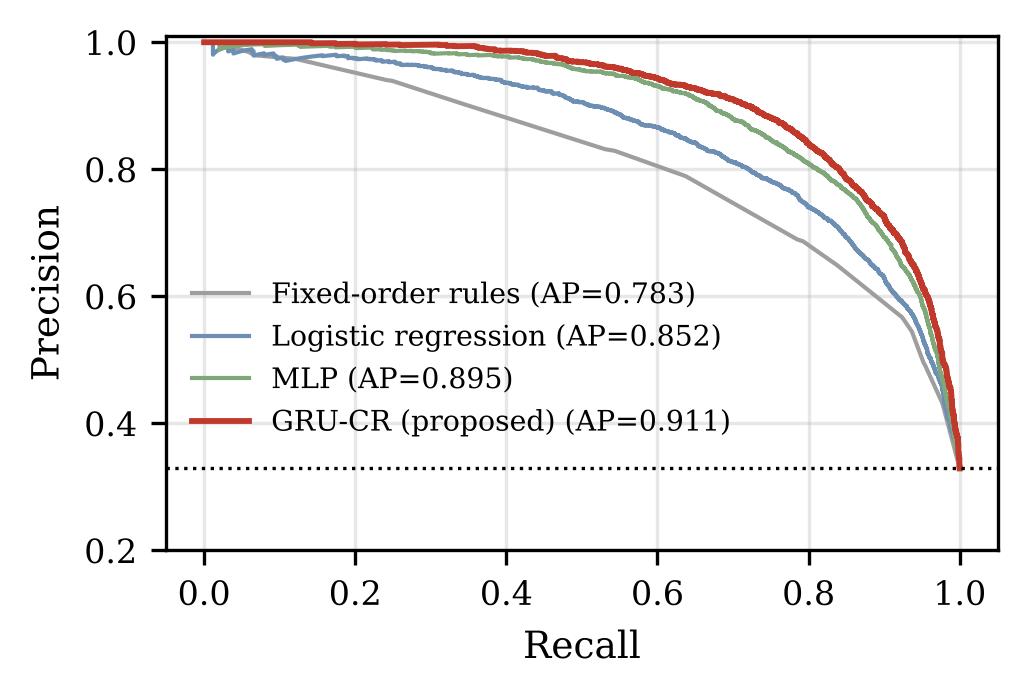 1.0
0.8
0.6
0.4
0.2
Precision
Fixed-order rules (AP=0.783)
Logistic regression (AP=0.852)
MLP (AP=0.895)
GRU-CR (proposed) (AP=0.911)
0.0 0.2 0.4 0.6 0.8 1.0
Recall